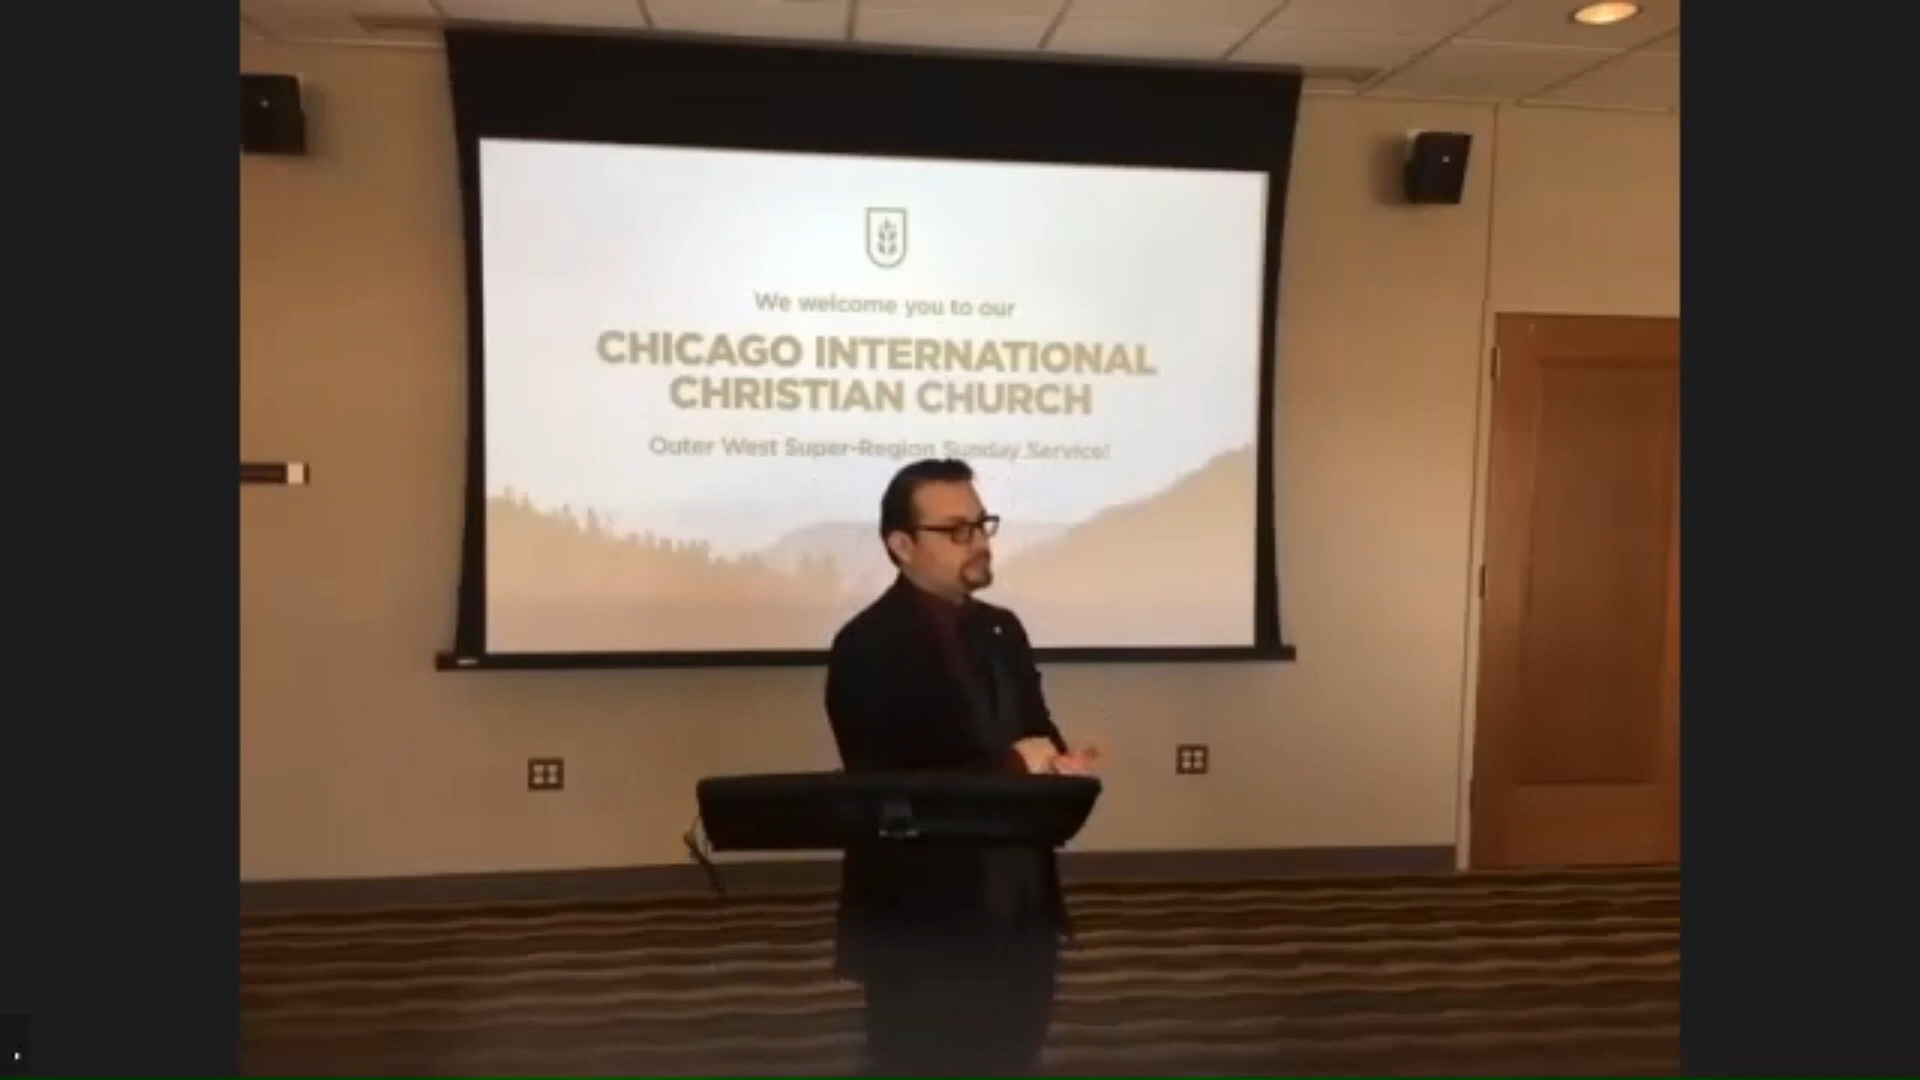 We welcome you to our
CHICAGO INTERNATIONAL
CHRISTIAN CHURCH
Outer West Super-Region Sunday Service!